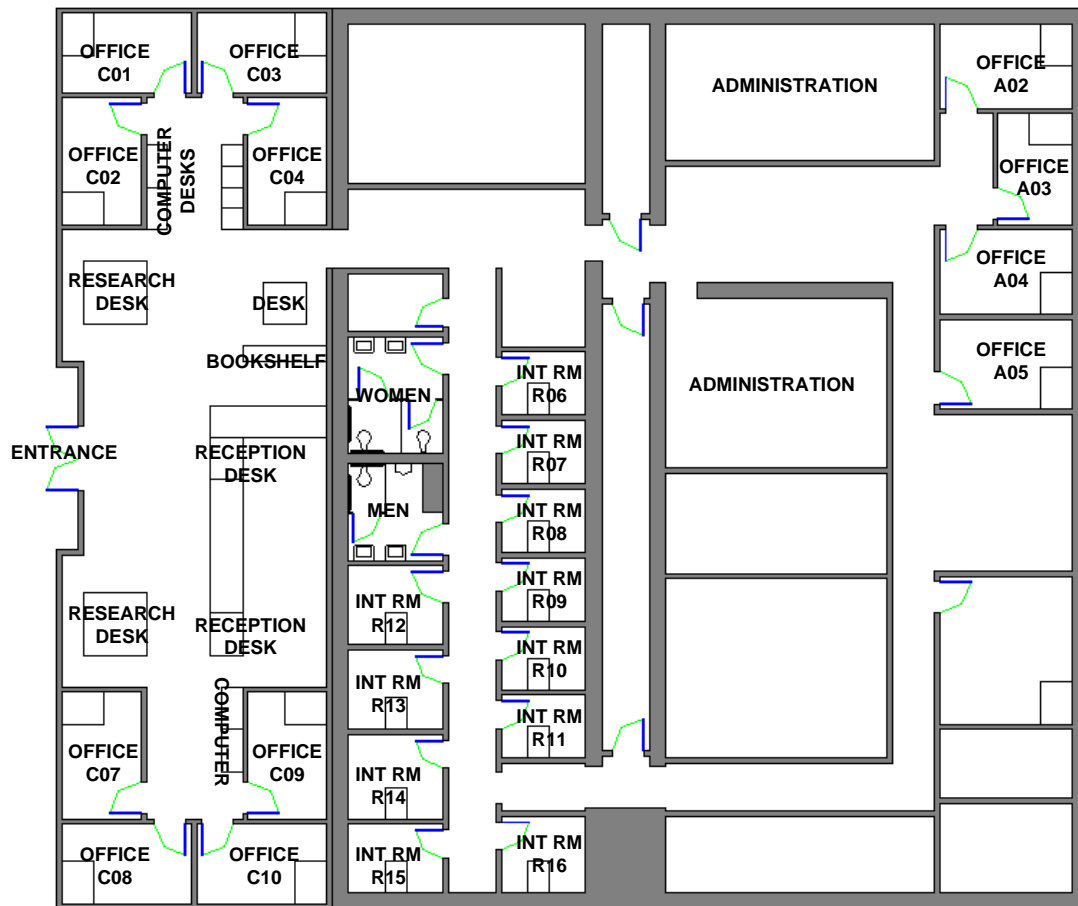 OFFICE
C01
OFFICE
C03
ADMINISTRATION
OFFICE
A02
OFFICE
C02
COMPUTER
DESKS
OFFICE
C04
OFFICE
A03
OFFICE
A04
RESEARCH
DESK
DESK
BOOKSHELF
OFFICE
A05
WOMEN
INT RM
R06
ADMINISTRATION
ENTRANCE
RECEPTION
DESK
INT RM
R07
MEN
INT RM
R08
RESEARCH
DESK
RECEPTION
DESK
INT RM
R12
INT RM
R09
INT RM
R10
COMPUTER
INT RM
R13
INT RM
R11
OFFICE
C07
OFFICE
C09
INT RM
R14
OFFICE
C08
OFFICE
C10
INT RM
R15
INT RM
R16